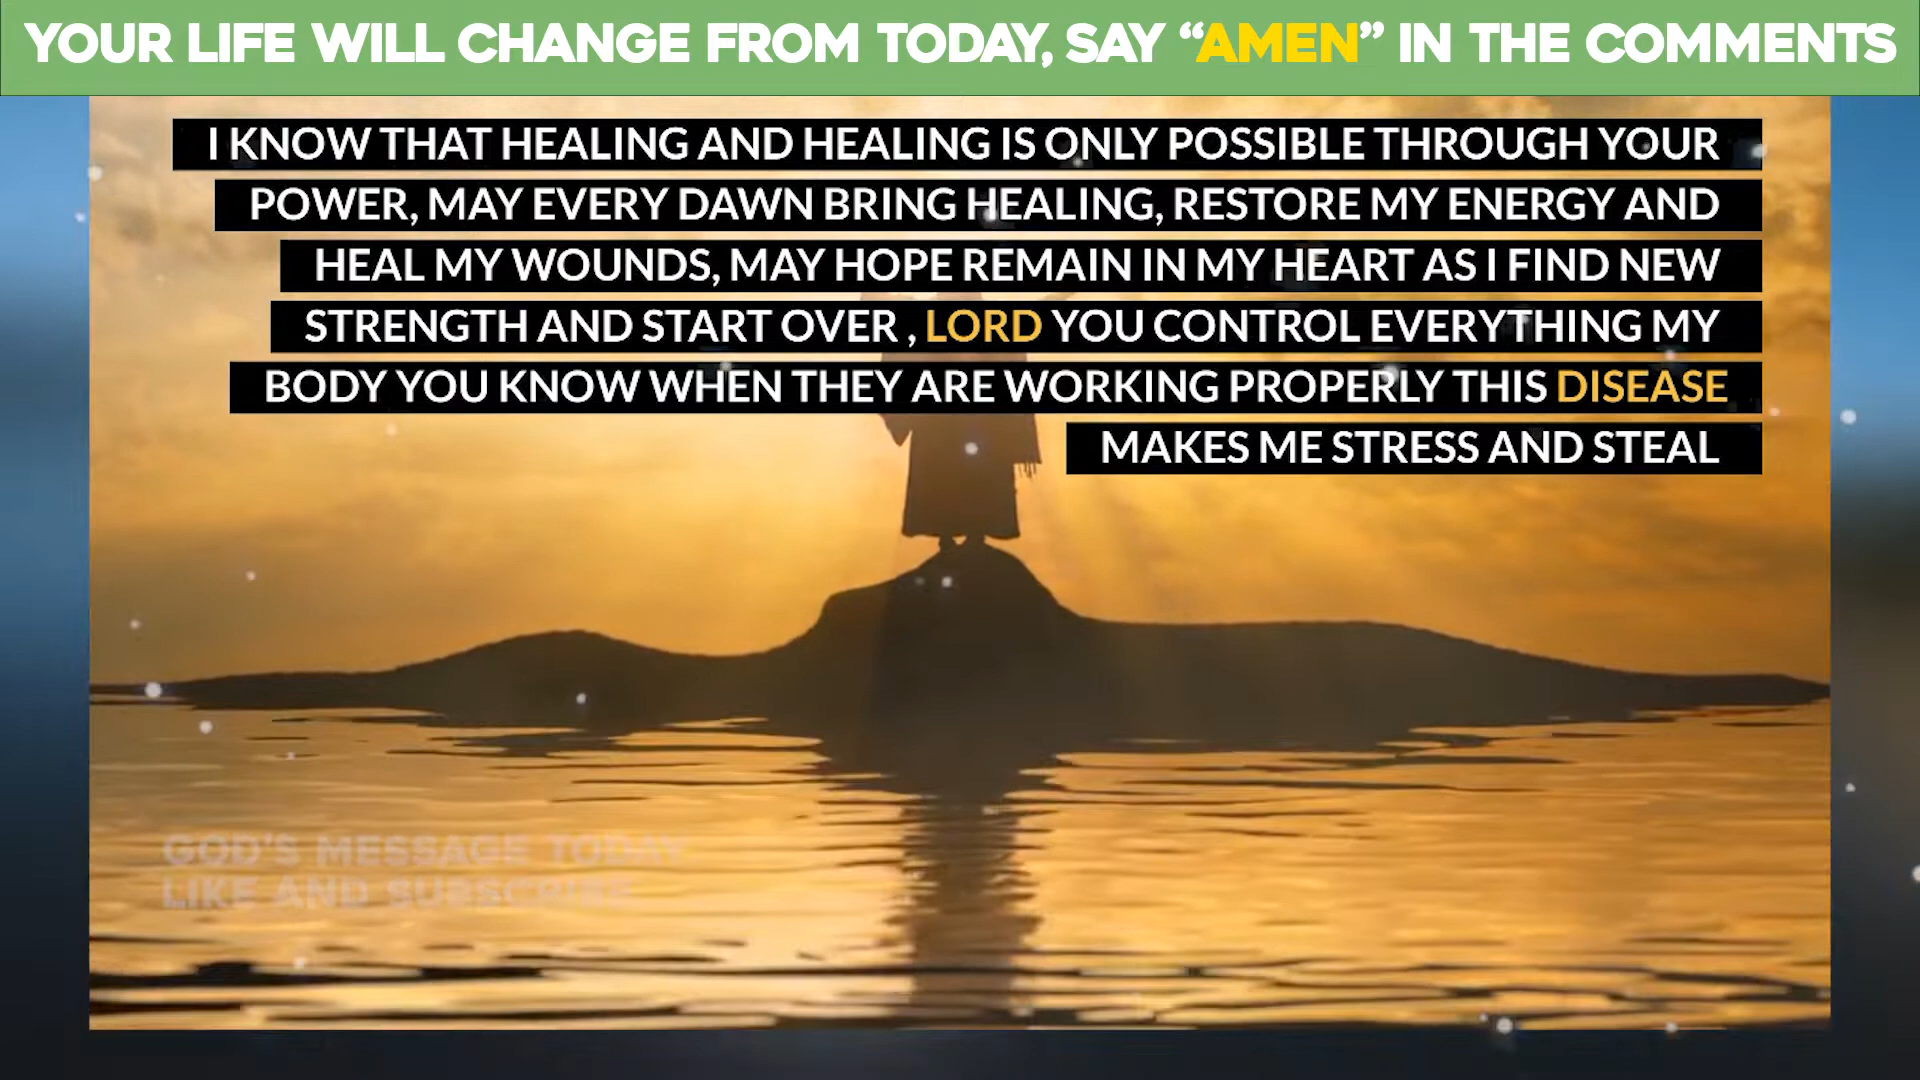 YOUR LIFE WILL CHANGE FROM TODAY, SAY “AMEN” IN THE COMMENTS
I KNOW THAT HEALING AND HEALING IS ONLY POSSIBLE THROUGH YOUR
POWER, MAY EVERY DAWN BRING HEALING, RESTORE MY ENERGY AND
HEAL MY WOUNDS, MAY HOPE REMAIN IN MY HEART AS I FIND NEW
STRENGTH AND START OVER , LORD YOU CONTROL EVERYTHING MY
BODY YOU KNOW WHEN THEY ARE WORKING PROPERLY THIS DISEASE
MAKES ME STRESS AND STEAL
GOD'S MESSAGE TODAY
LIKE AND SUBSCRIBE